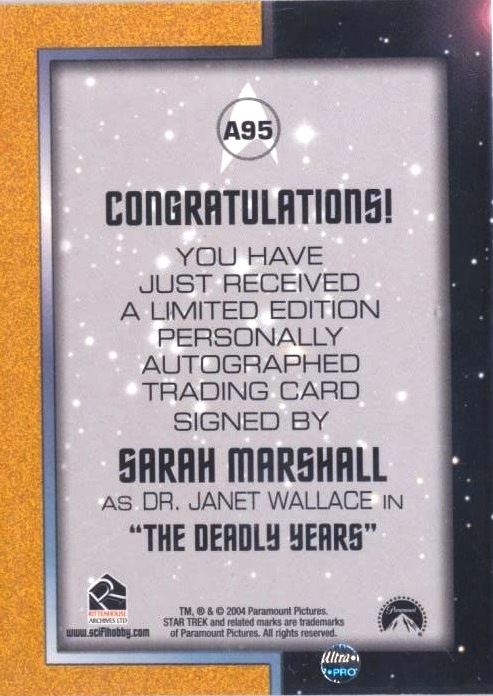 A95
CONGRATULATIONS!
YOU HAVE
JUST RECEIVED
A LIMITED EDITION
PERSONALLY
AUTOGRAPHED
TRADING CARD
SIGNED BY
SARAH MARSHALL
AS DR. JANET WALLACE IN
"THE DEADLY YEARS"
RITTENHOUSE
ARCHIVES LTD
www.scifihobby.com
TM, ® & © 2004 Paramount Pictures.
STAR TREK and related marks are trademarks
of Paramount Pictures. All rights reserved.
Paramount
Ultra•
•PRO